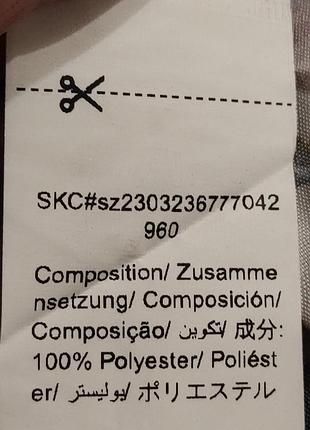 SKC#sz2303236777042
960
Composition/ Zusamme
nsetzung/ Composición/
Composição/ تكوين/ 成分:
100% Polyester/ Poliést
er/ بوليستر/ ポリエステル